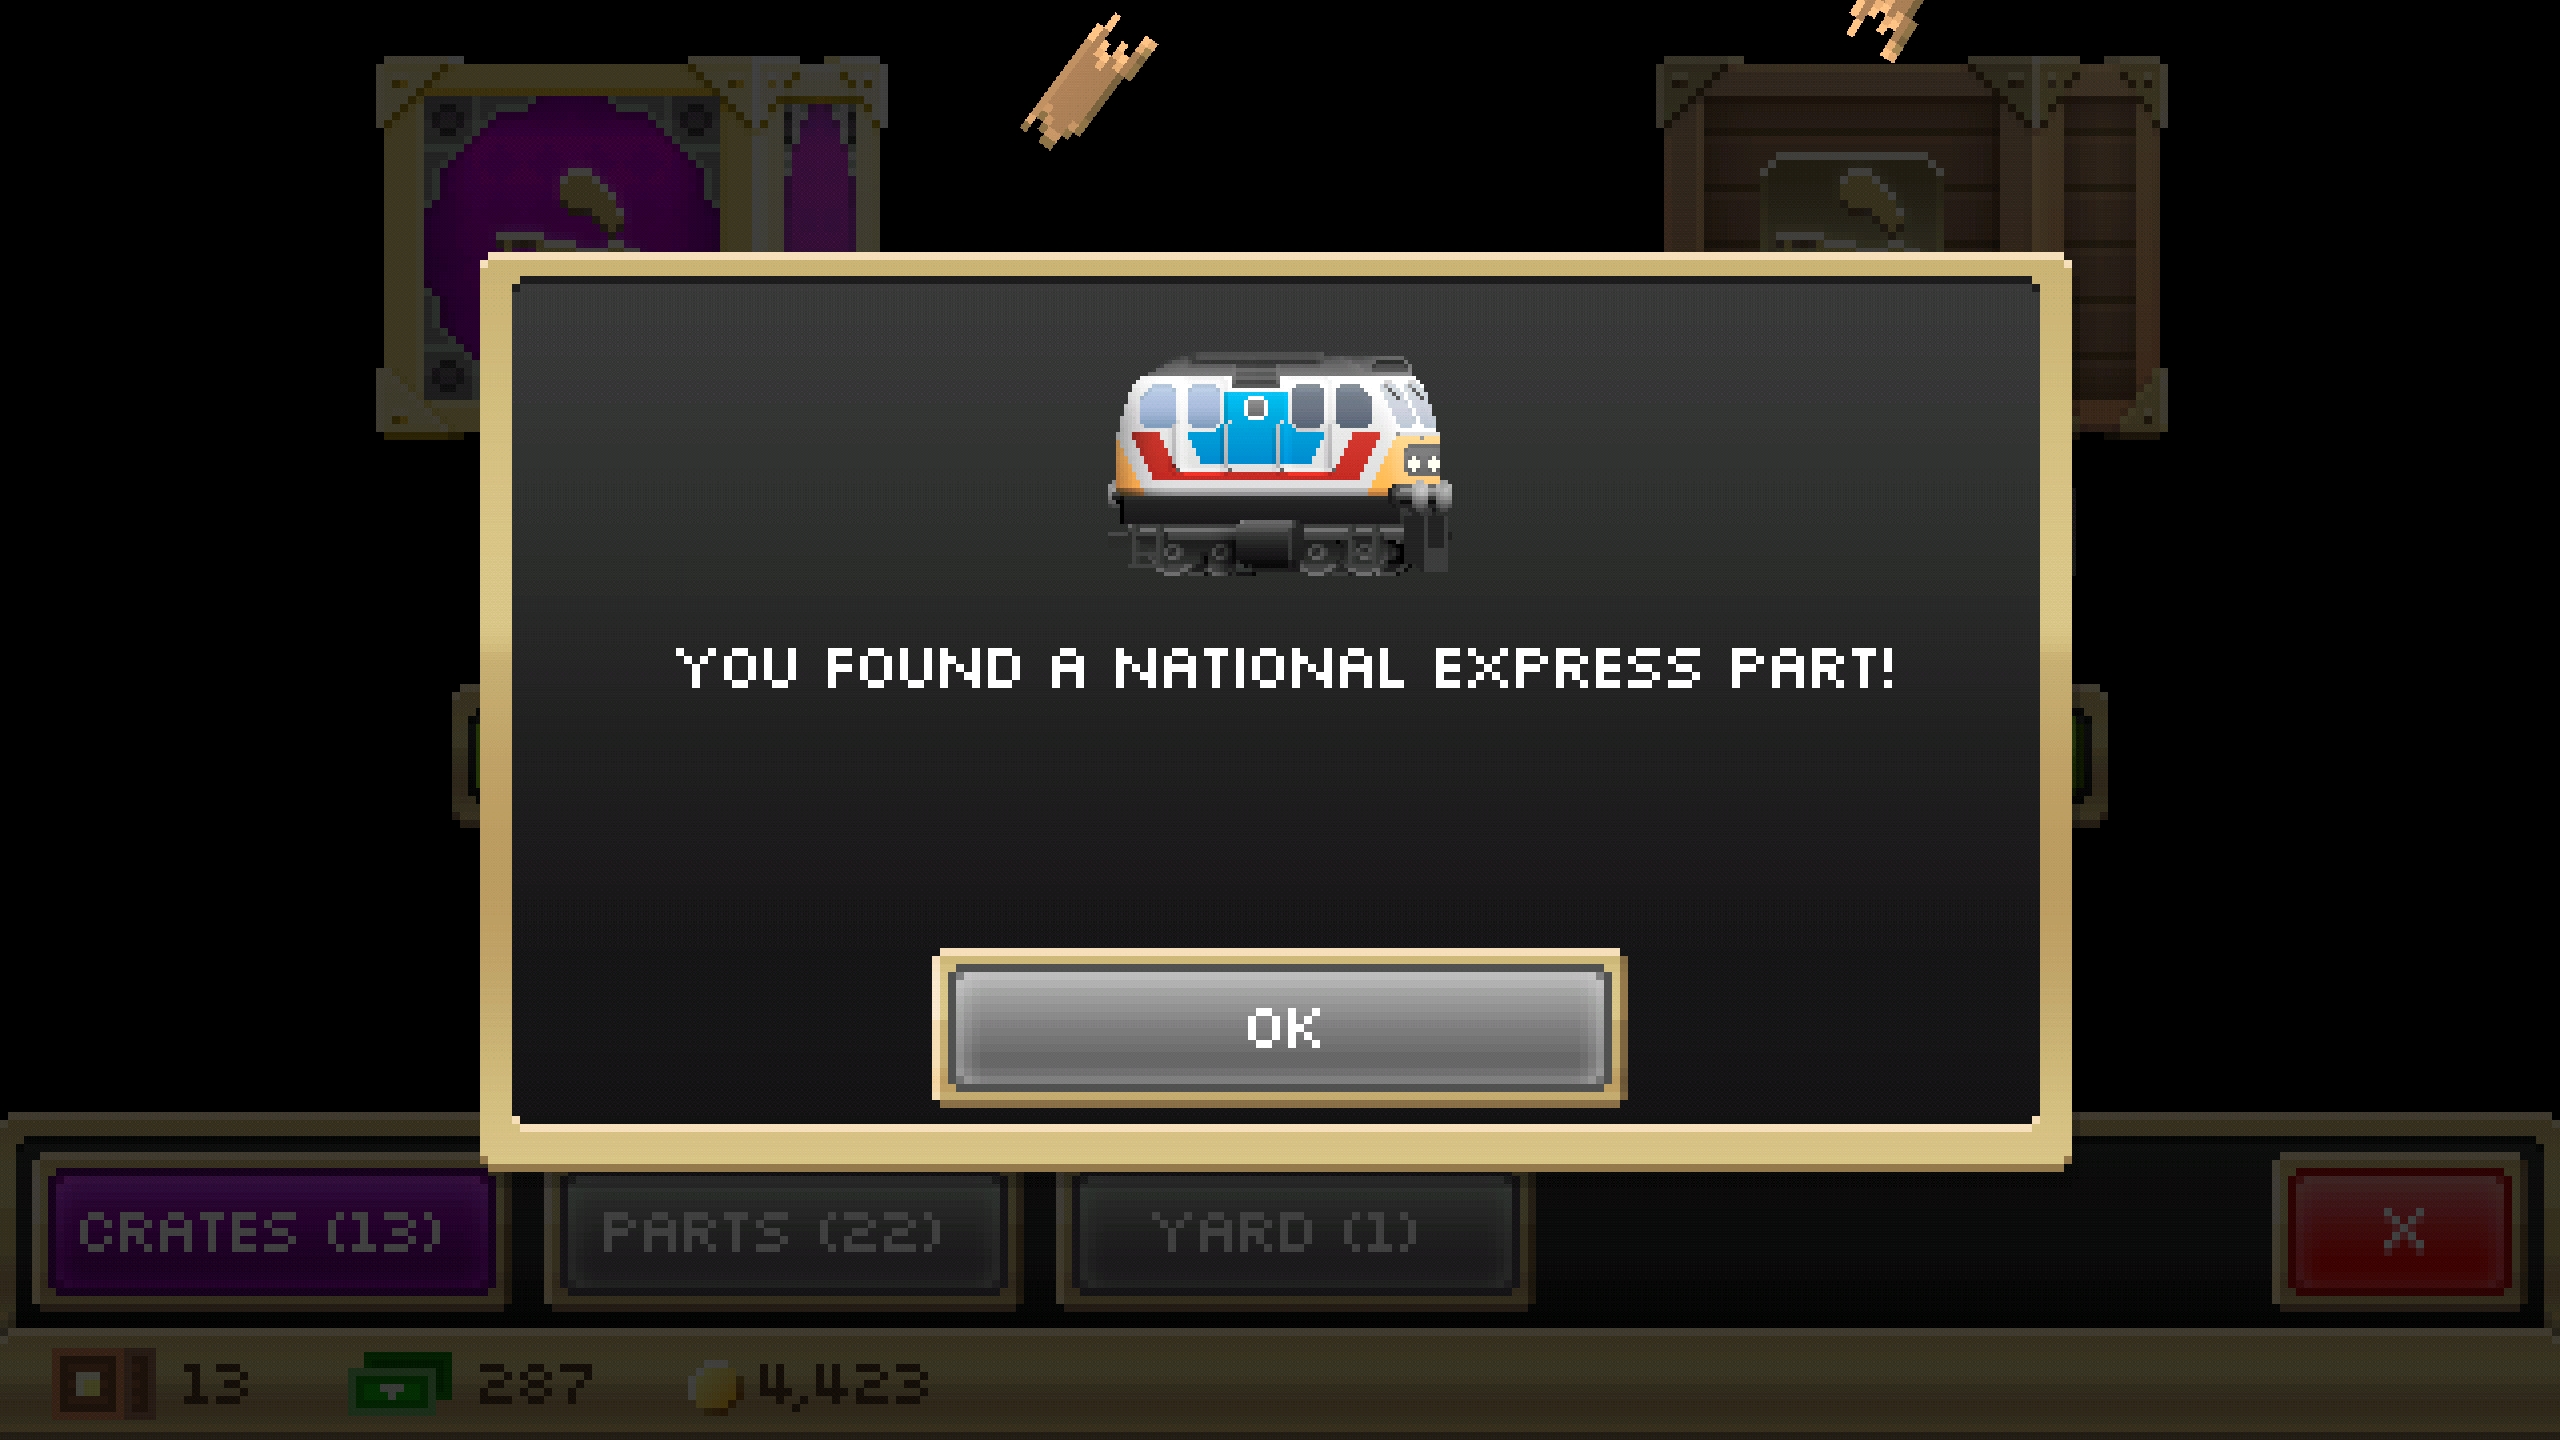 YOU FOUND A NATIONAL EXPRESS PART!
OK
CRATES (13) PARTS (22) YARD (1) X
13 287 4,423